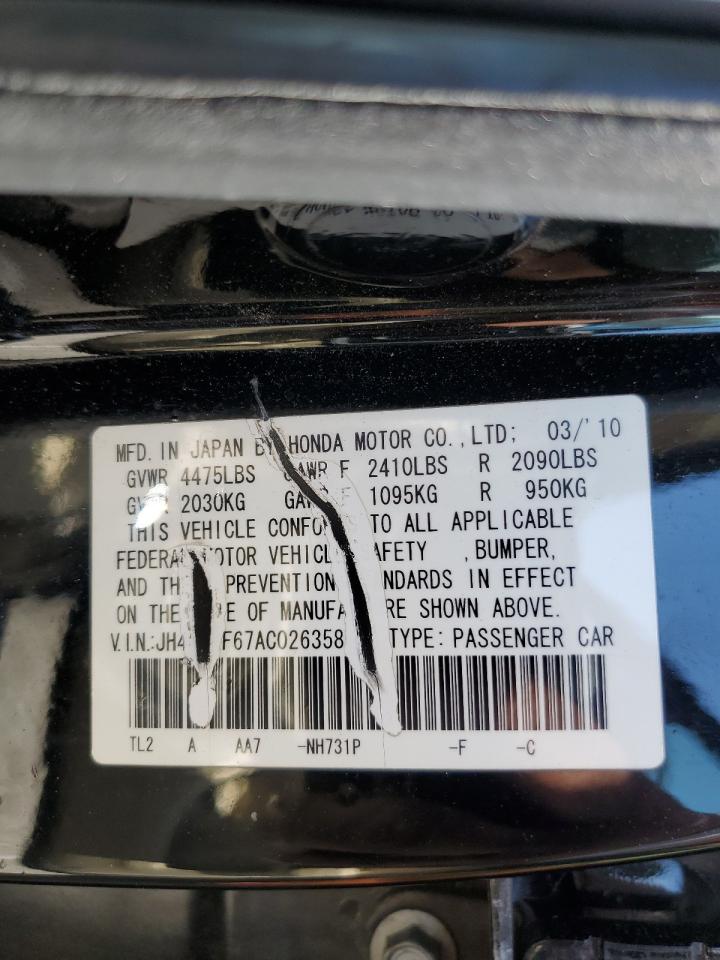 MFD. IN JAPAN BY HONDA MOTOR CO., LTD; 03/'10
GVWR 4475LBS GAWR F 2410LBS R 2090LBS
2030KG F 1095KG R 950KG
THIS VEHICLE TO ALL APPLICABLE
FEDERAL MOTOR , BUMPER,
AND PREVENTION IN EFFECT
ON THE OF SHOWN ABOVE.
V.I.N.: TYPE: PASSENGER CAR
TL2 A AA7 -NH731P -F -C